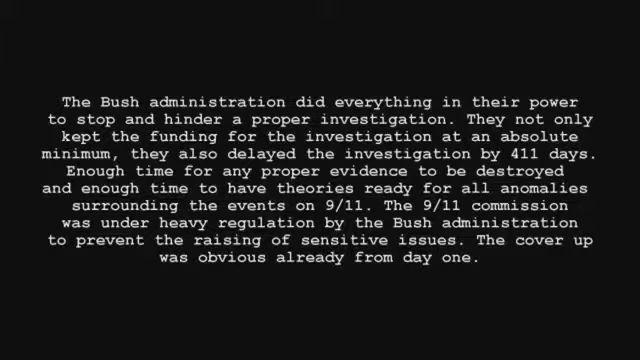 The Bush administration did everything in their power
to stop and hinder a proper investigation. They not only
kept the funding for the investigation at an absolute
minimum, they also delayed the investigation by 411 days.
Enough time for any proper evidence to be destroyed
and enough time to have theories ready for all anomalies
surrounding the events on 9/11. The 9/11 commission
was under heavy regulation by the Bush administration
to prevent the raising of sensitive issues. The cover up
was obvious already from day one.